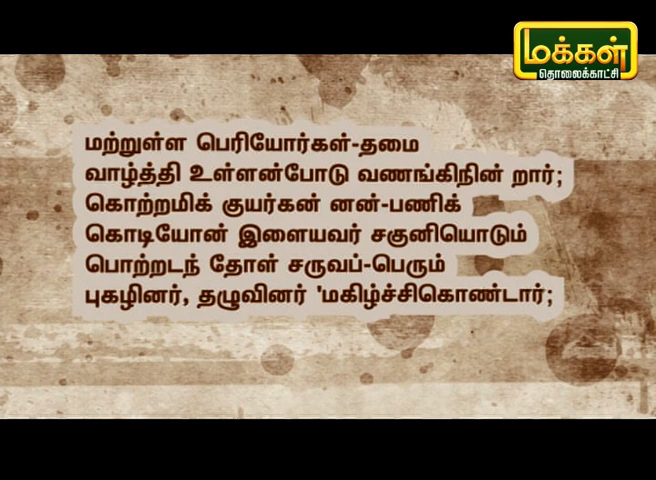 மக்கள்
தொலைக்காட்சி
மற்றுள்ள பெரியோர்கள்-தமை
வாழ்த்தி உள்ளன்போடு வணங்கிநின் றார்;
கொற்றமிக் குயர்கன் னன்-பணிக்
கொடியோன் இளையவர் சகுனியொடும்
பொற்றடந் தோள் சருவப்-பெரும்
புகழினர், தழுவினர் 'மகிழ்ச்சிகொண்டார்;